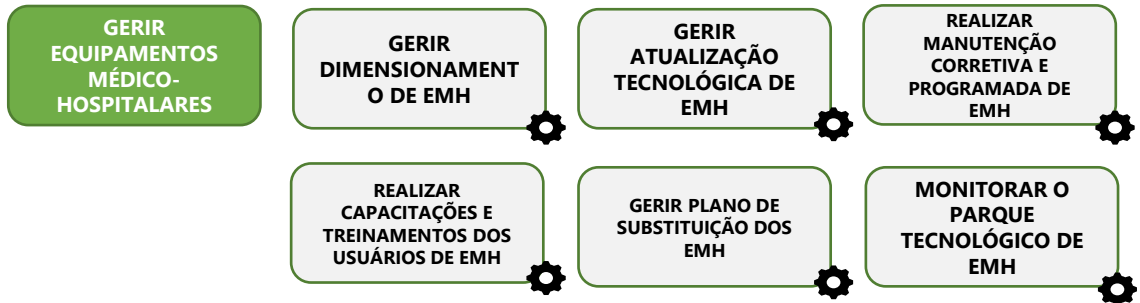 GERIR
EQUIPAMENTOS
MÉDICO-
HOSPITALARES
GERIR
DIMENSIONAMENT
O DE EMH
GERIR
ATUALIZAÇÃO
TECNOLÓGICA DE
EMH
REALIZAR
MANUTENÇÃO
CORRETIVA E
PROGRAMADA DE
EMH
REALIZAR
CAPACITAÇÕES E
TREINAMENTOS DOS
USUÁRIOS DE EMH
GERIR PLANO DE
SUBSTITUIÇÃO DOS
EMH
MONITORAR O
PARQUE
TECNOLÓGICO DE
EMH